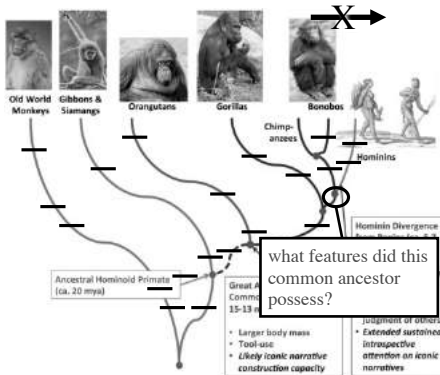 X
Old World
Monkeys
Gibbons &
Siamangs
Orangutans
Gorillas
Bonobos
Chimp-
anzees
Hominins
Hominin Divergence
what features did this
common ancestor
possess?
Ancestral Hominoid Primate
(ca. 20 mya)
Great A
Commo
15-13 m
• Larger body mass
• Tool-use
• Likely iconic narrative
construction capacity
judgment of others
• Extended sustained
introspective
attention on iconic
narratives